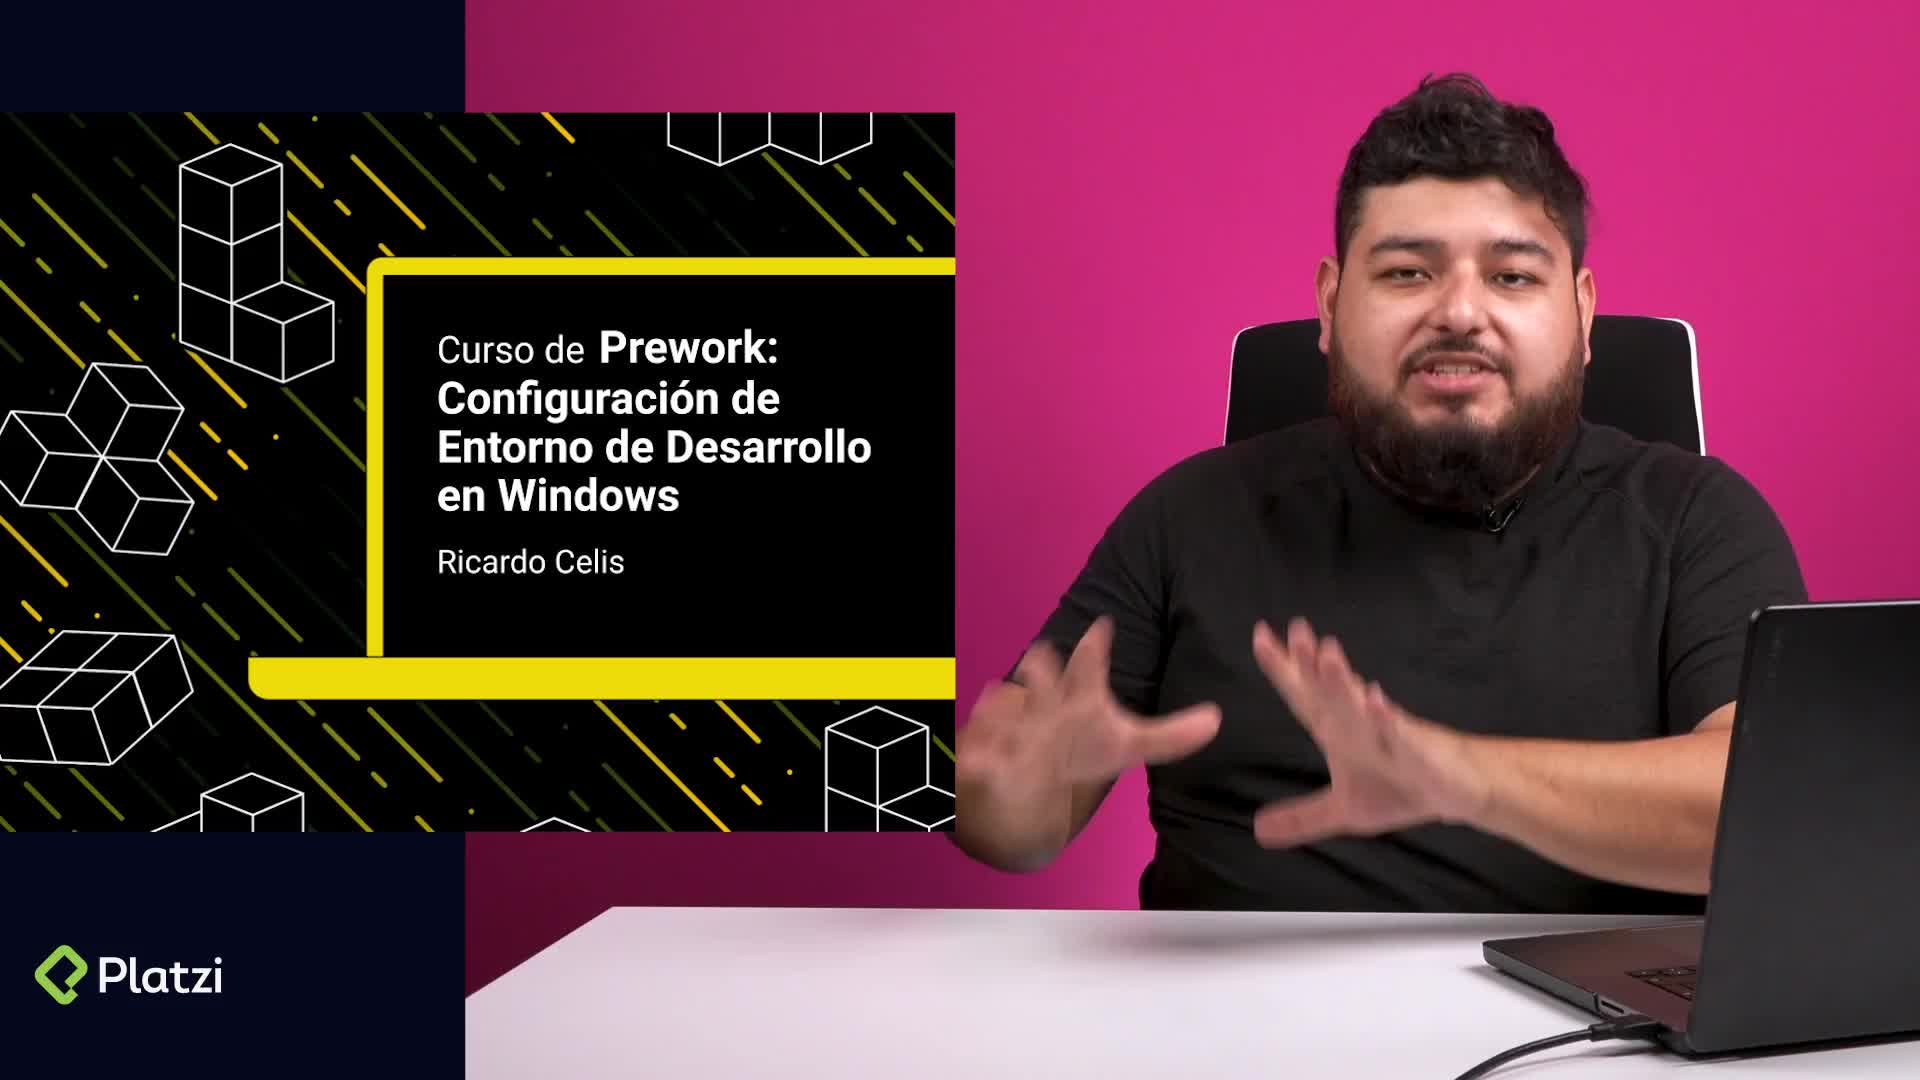 Curso de Prework:
Configuración de
Entorno de Desarrollo
en Windows
Ricardo Celis
Platzi